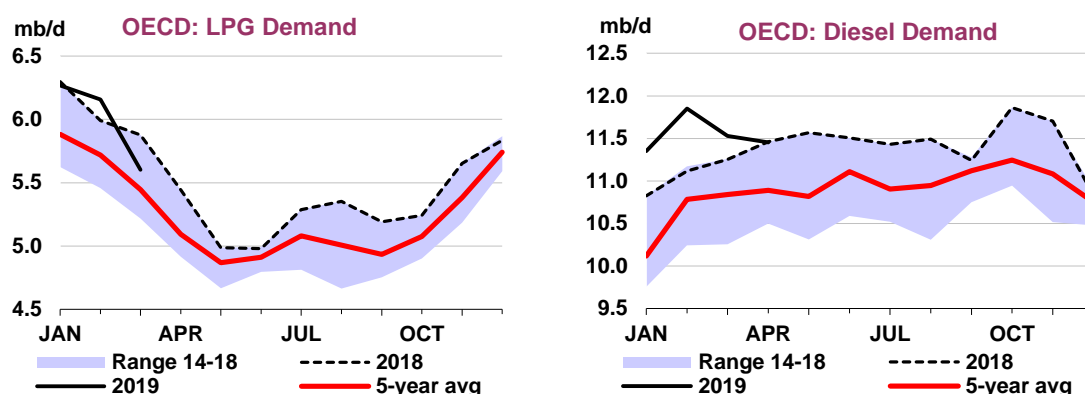 mb/d
OECD: LPG Demand
6.5
6.0
5.5
5.0
4.5
JAN APR JUL OCT
Range 14-18 2018
2019 5-year avg
mb/d
OECD: Diesel Demand
12.5
12.0
11.5
11.0
10.5
10.0
9.5
JAN APR JUL OCT
Range 14-18 2018
2019 5-year avg